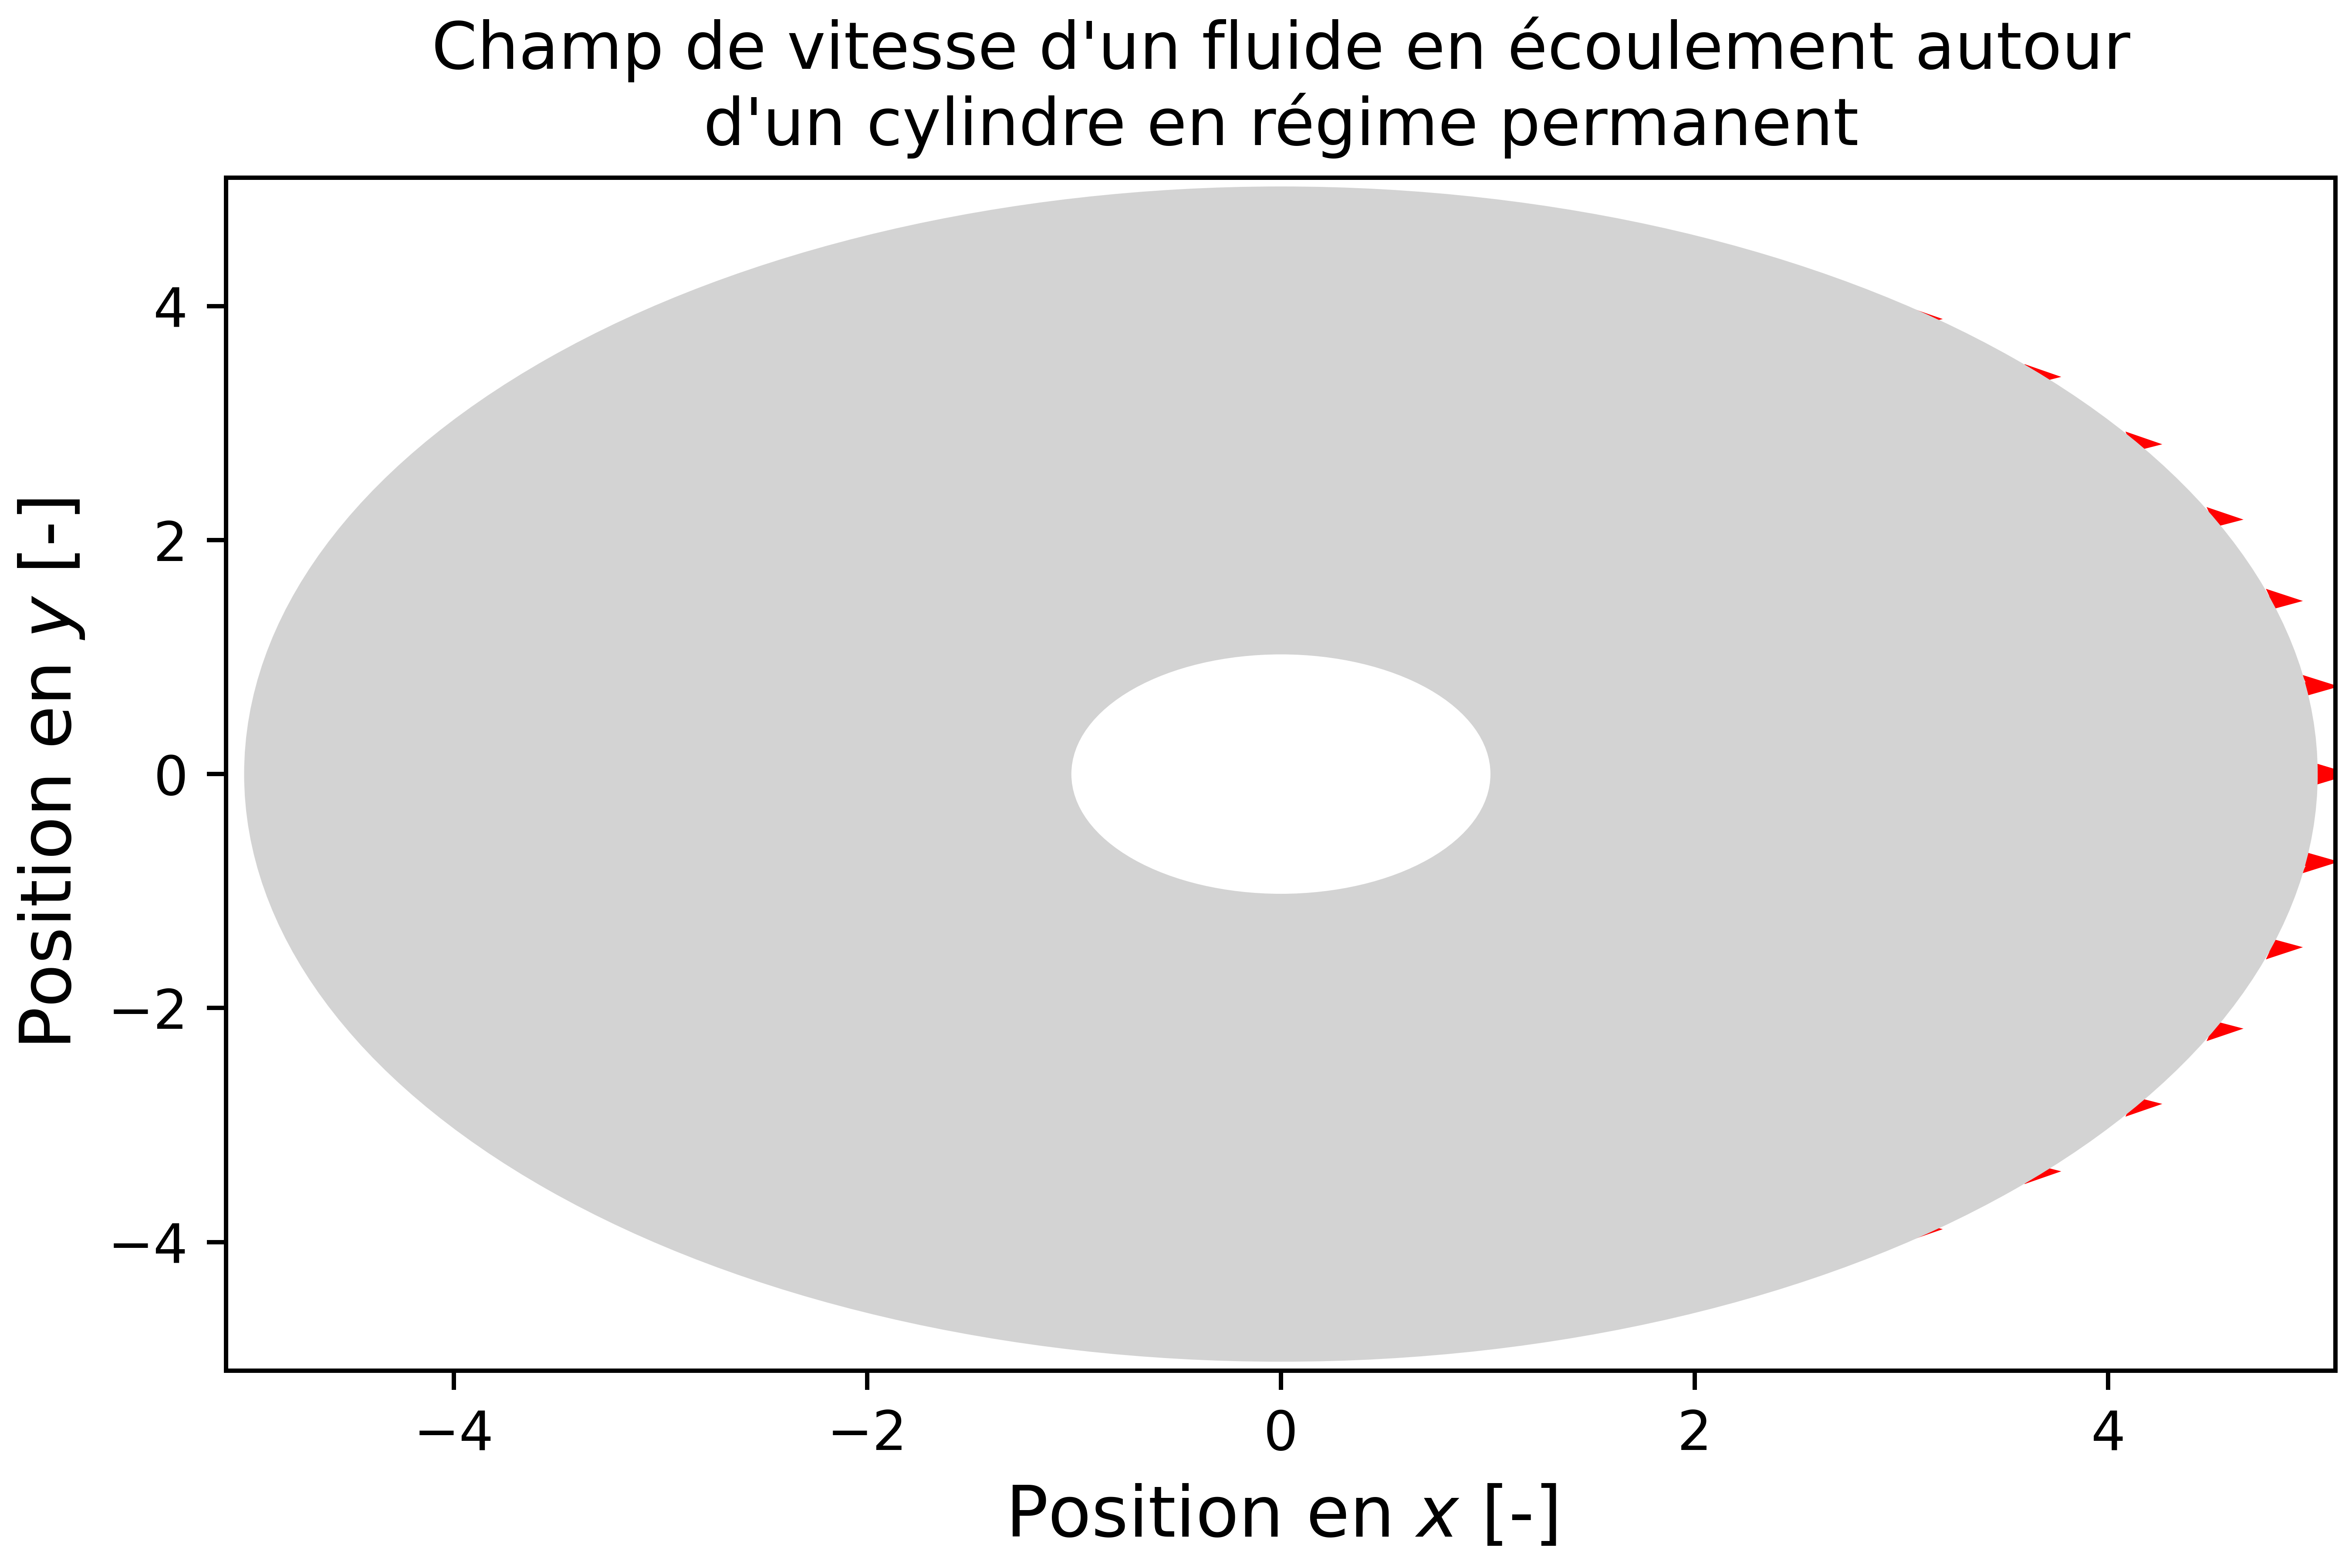 Champ de vitesse d'un fluide en écoulement autour
d'un cylindre en régime permanent
Position en y [-]
4
2
0
−2
−4
−4
−2
0
2
4
Position en x [-]